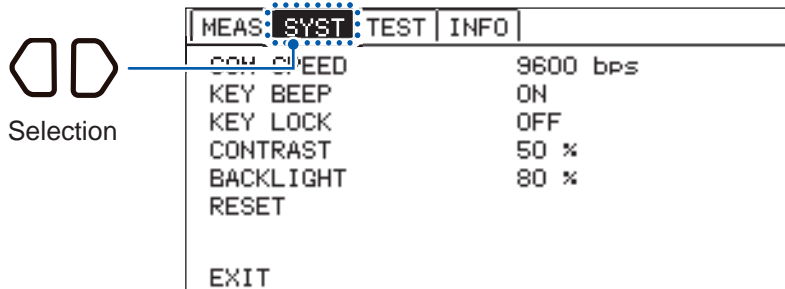 MEAS SYST TEST INFO
COM SPEED 9600 bps
KEY BEEP ON
KEY LOCK OFF
Selection
CONTRAST 50 %
BACKLIGHT 80 %
RESET
EXIT